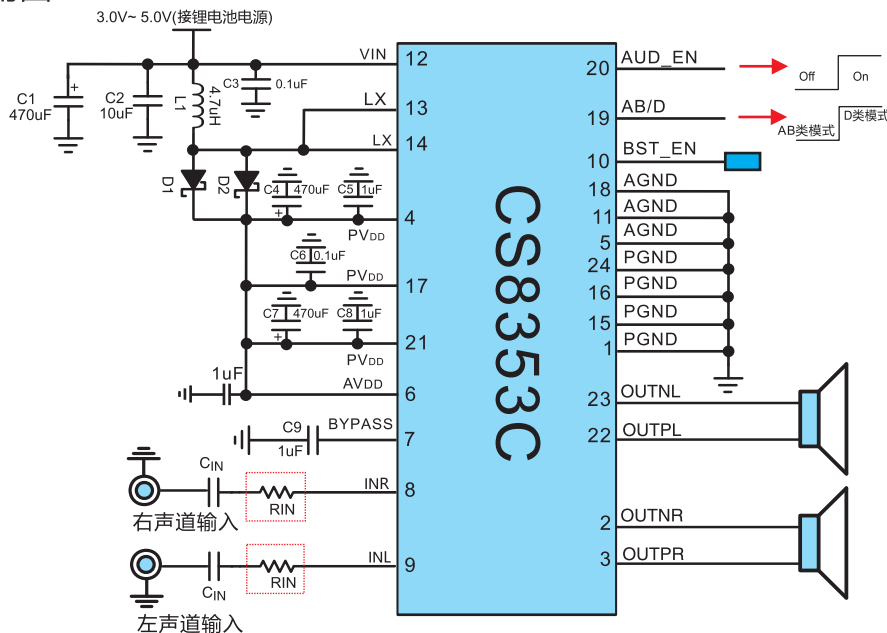 3.0V~ 5.0V(接锂电池电源)
VIN
12
C1
470uF
+
C2
10uF
L1
4.7uH
C3
0.1uF
LX
13
LX
14
D1
D2
C4
470uF
+
C5
1uF
4
PVDD
C6
0.1uF
PVDD
17
C7
470uF
+
C8
1uF
21
PVDD
1uF
AVDD
6
C9
1uF
BYPASS
7
CIN
RIN
INR
8
右声道输入
CIN
RIN
INL
9
左声道输入
CS8353C
20
AUD_EN
Off
On
19
AB/D
AB类模式
D类模式
10
BST_EN
18
AGND
11
AGND
5
AGND
24
PGND
16
PGND
15
PGND
1
PGND
23
OUTNL
22
OUTPL
2
OUTNR
3
OUTPR